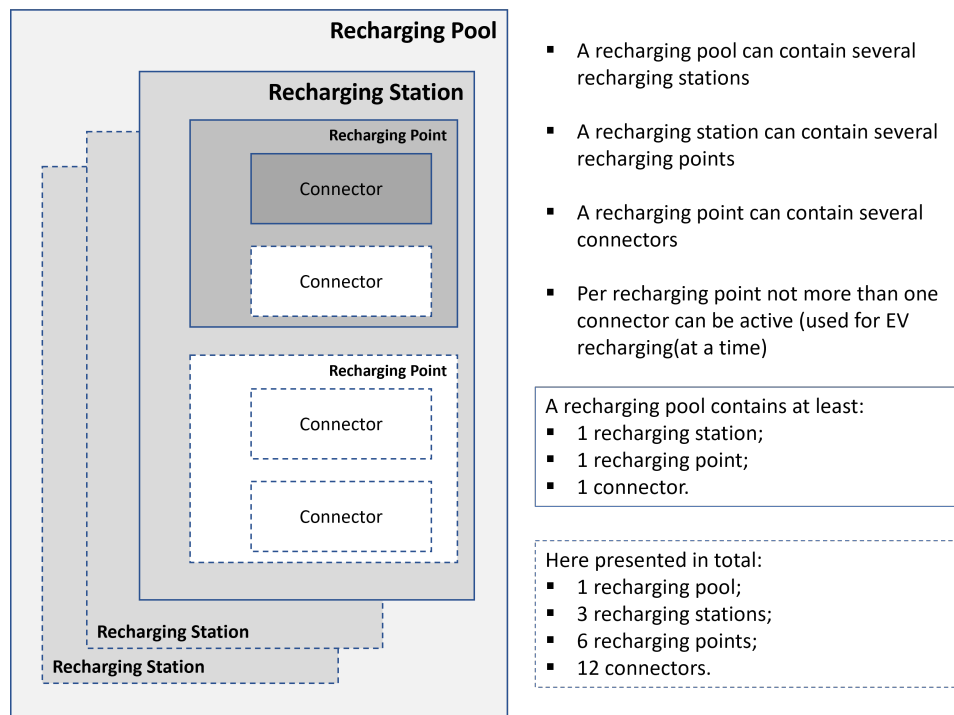 Recharging Pool
Recharging Station
Recharging Point
Connector
Connector
Recharging Point
Connector
Connector
Recharging Station
Recharging Station
▪ A recharging pool can contain several
recharging stations
▪ A recharging station can contain several
recharging points
▪ A recharging point can contain several
connectors
▪ Per recharging point not more than one
connector can be active (used for EV
recharging(at a time)
A recharging pool contains at least:
▪ 1 recharging station;
▪ 1 recharging point;
▪ 1 connector.
Here presented in total:
▪ 1 recharging pool;
▪ 3 recharging stations;
▪ 6 recharging points;
▪ 12 connectors.